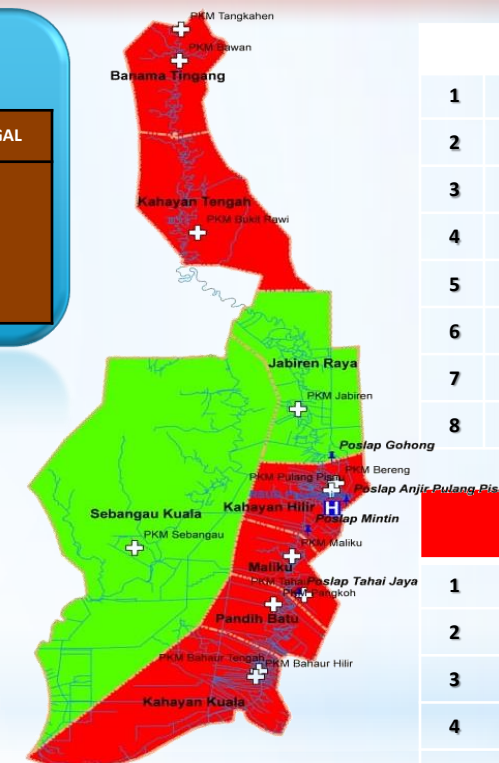 PKM Tangkahen
PKM Bawan
Banama Tingang
GAL
Kahayan Tengah
PKM Bukit Rawi
Jabiren Raya
PKM Jabiren
Poslap Gohong
PKM Bereng
PKM Pulang Pisau
Poslap Anjir Pulang Pis
Kahayan Hilir
H
Sebangau Kuala
Poslap Mintin
PKM Sebangau
PKM Maliku
Maliku
PKM Tahai
Poslap Tahai Jaya
PKM Pangkoh
Pandih Batu
PKM Bahaur Tengah
PKM Bahaur Hilir
Kahayan Kuala
1
2
3
4
5
6
7
8
1
2
3
4